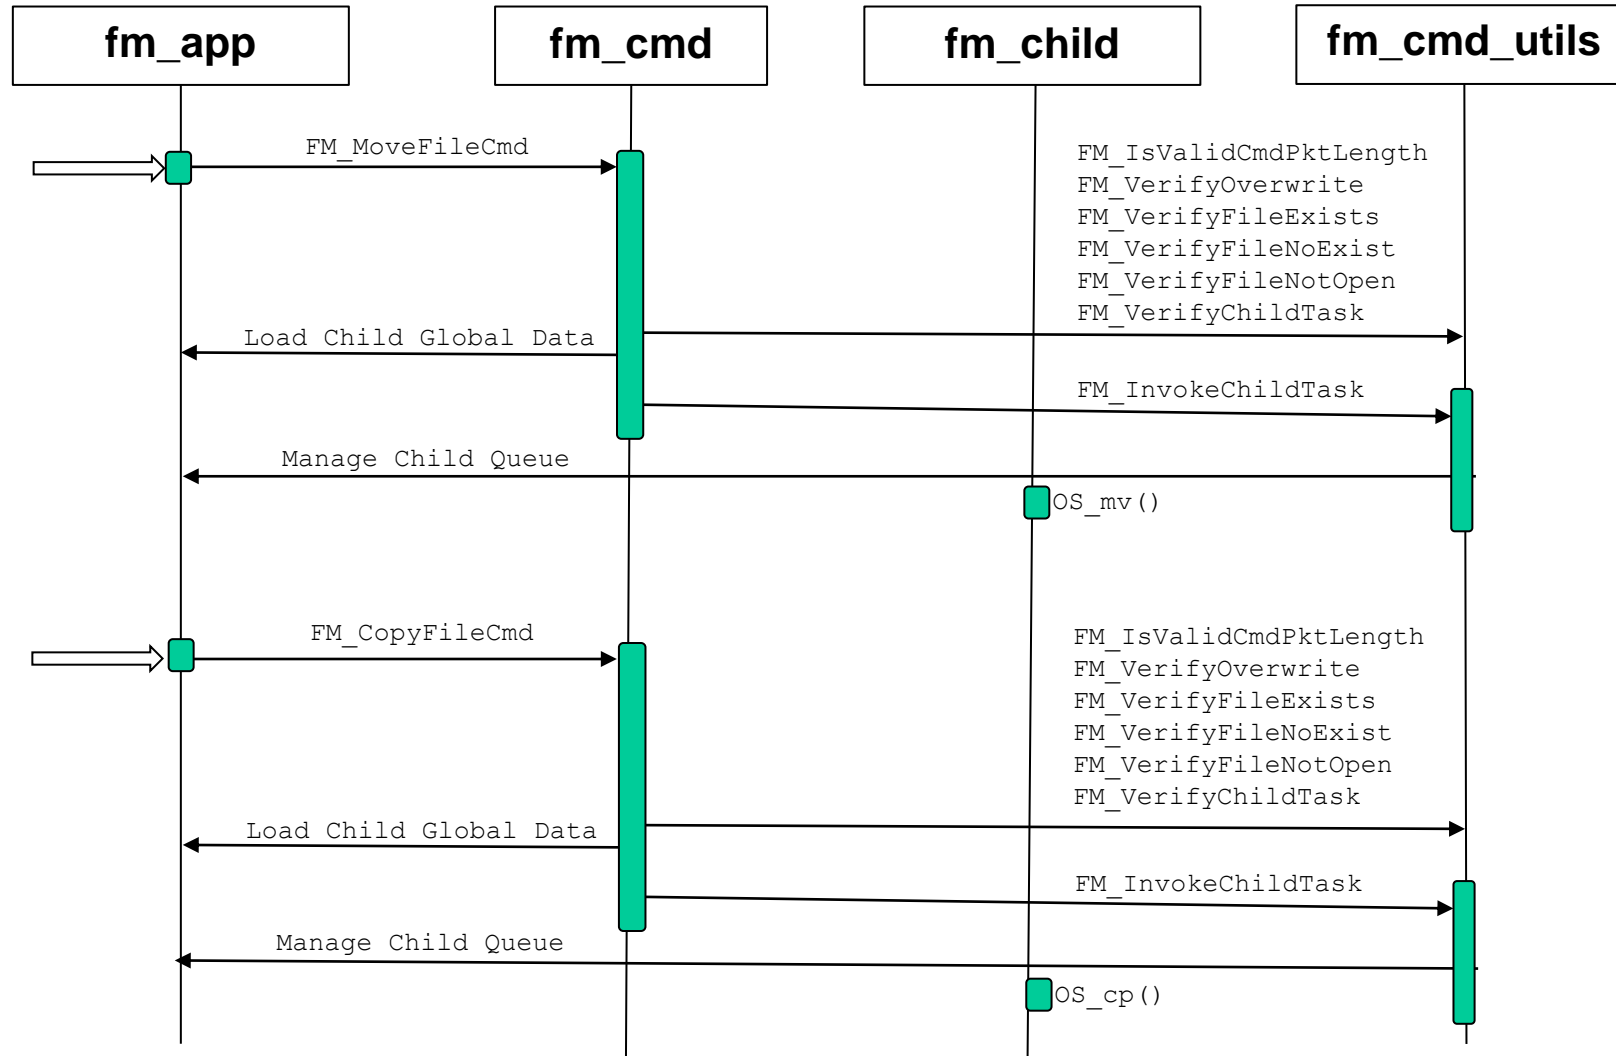 fm_app
fm_cmd
fm_child
fm_cmd_utils
FM_MoveFileCmd
FM_IsValidCmdPktLength
FM_VerifyOverwrite
FM_VerifyFileExists
FM_VerifyFileNoExist
FM_VerifyFileNotOpen
FM_VerifyChildTask
Load Child Global Data
FM_InvokeChildTask
Manage Child Queue
OS_mv()
FM_CopyFileCmd
FM_IsValidCmdPktLength
FM_VerifyOverwrite
FM_VerifyFileExists
FM_VerifyFileNoExist
FM_VerifyFileNotOpen
FM_VerifyChildTask
Load Child Global Data
FM_InvokeChildTask
Manage Child Queue
OS_cp()